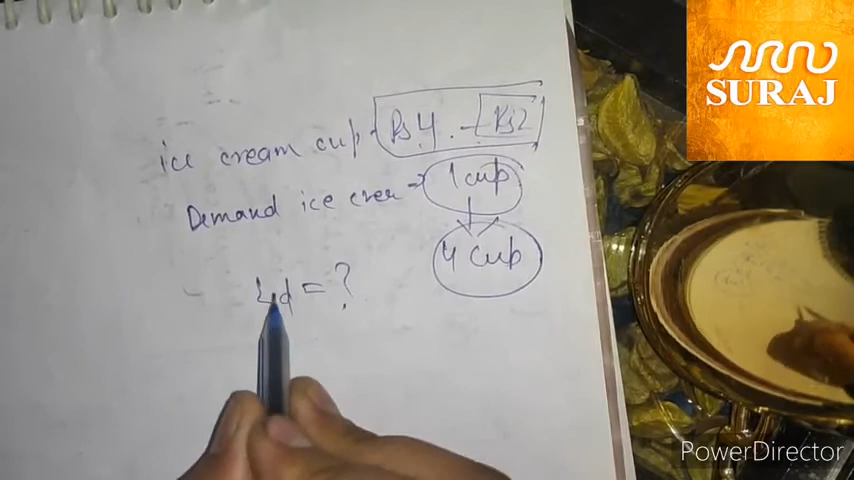 SURAJ
ice cream cup - Rs 4 . - Rs 2
Demand ice crea = 1 cup
4 cup
Ed = ?
PowerDirector